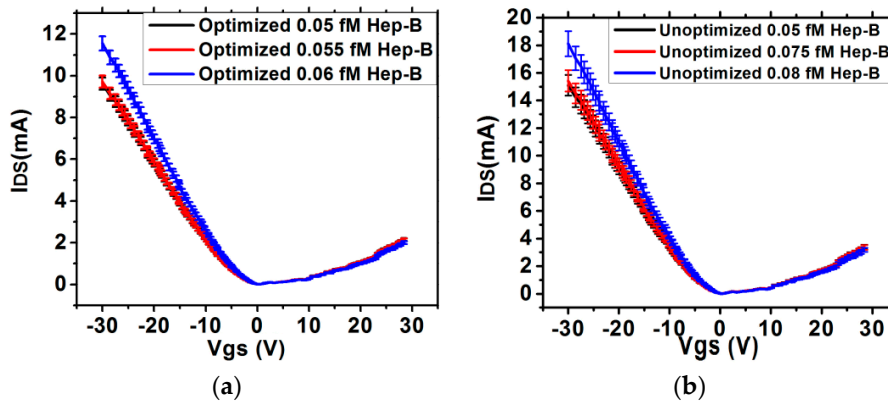 Optimized 0.05 fM Hep-B
Optimized 0.055 fM Hep-B
Optimized 0.06 fM Hep-B
12
10
8
6
4
2
0
IDS(mA)
-30 -20 -10 0 10 20 30
Vgs (V)
(a)
Unoptimized 0.05 fM Hep-B
Unoptimized 0.075 fM Hep-B
Unoptimized 0.08 fM Hep-B
20
18
16
14
12
10
8
6
4
2
0
IDS(mA)
-30 -20 -10 0 10 20 30
Vgs (V)
(b)